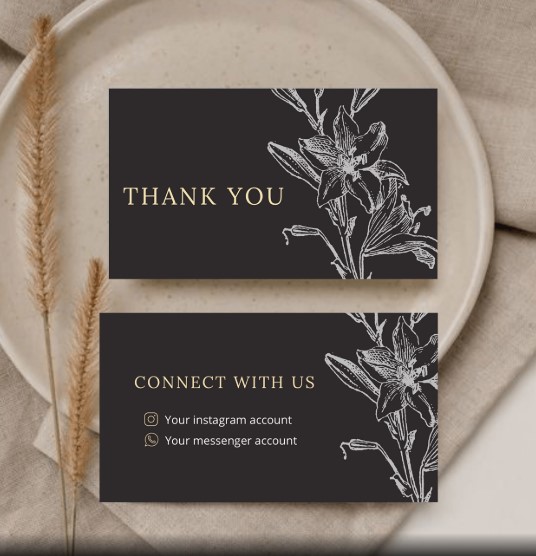 THANK YOU
CONNECT WITH US
Your instagram account
Your messenger account